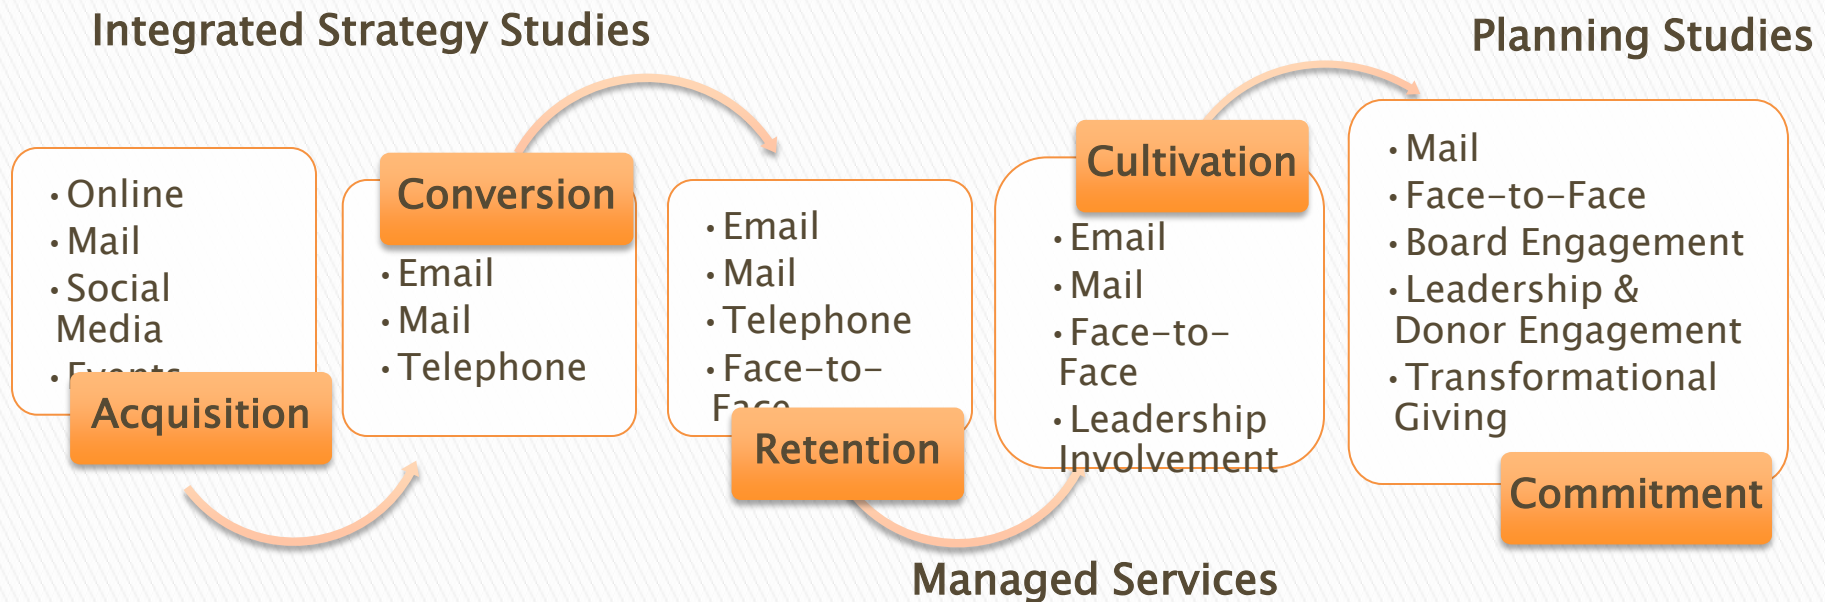 Integrated Strategy Studies
Planning Studies
• Online
• Mail
• Social
Media
• Events
Acquisition
Conversion
• Email
• Mail
• Telephone
• Email
• Mail
• Telephone
• Face-to-
Face
Retention
Cultivation
• Email
• Mail
• Face-to-
Face
• Leadership
Involvement
• Mail
• Face-to-Face
• Board Engagement
• Leadership &
Donor Engagement
• Transformational
Giving
Commitment
Managed Services